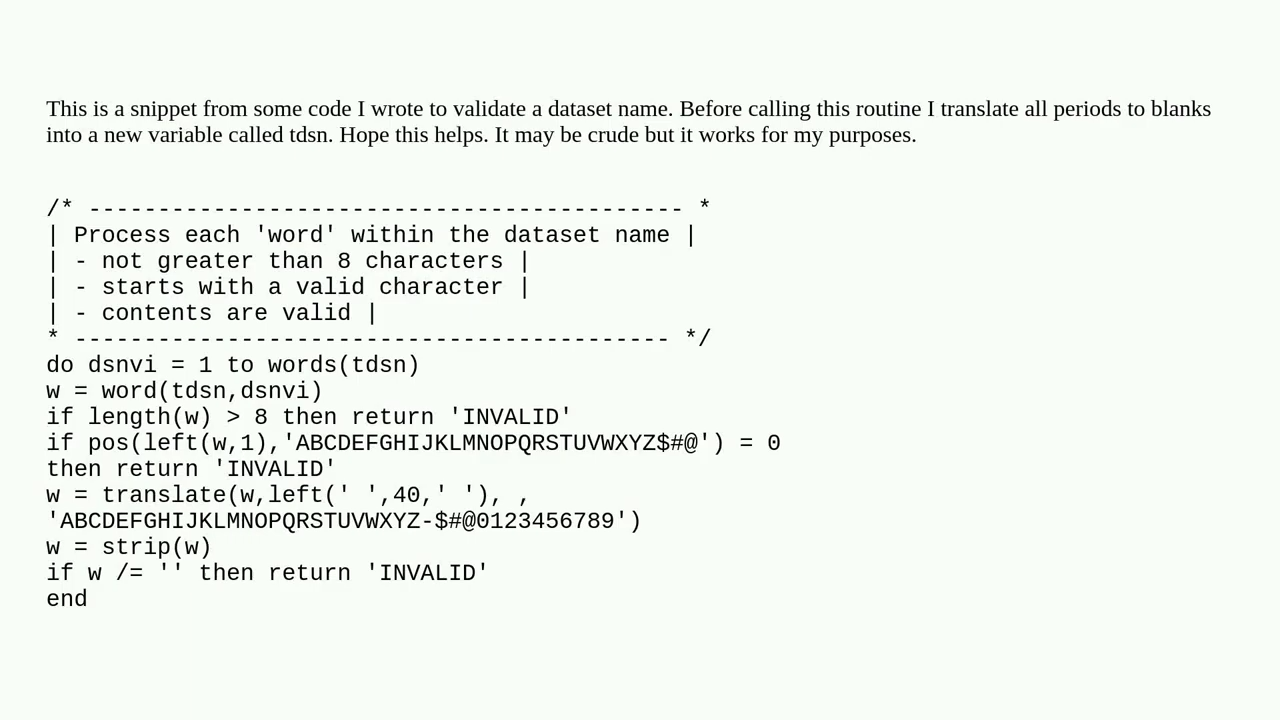 This is a snippet from some code I wrote to validate a dataset name. Before calling this routine I translate all periods to blanks
into a new variable called tdsn. Hope this helps. It may be crude but it works for my purposes.
/* ------------------------------------------- *
| Process each 'word' within the dataset name |
| - not greater than 8 characters |
| - starts with a valid character |
| - contents are valid |
* ------------------------------------------- */
do dsnvi = 1 to words(tdsn)
w = word(tdsn,dsnvi)
if length(w) > 8 then return 'INVALID'
if pos(left(w,1),'ABCDEFGHIJKLMNOPQRSTUVWXYZ$#@') = 0
then return 'INVALID'
w = translate(w,left(' ',40,' '), ,
'ABCDEFGHIJKLMNOPQRSTUVWXYZ-$#@0123456789')
w = strip(w)
if w /= '' then return 'INVALID'
end